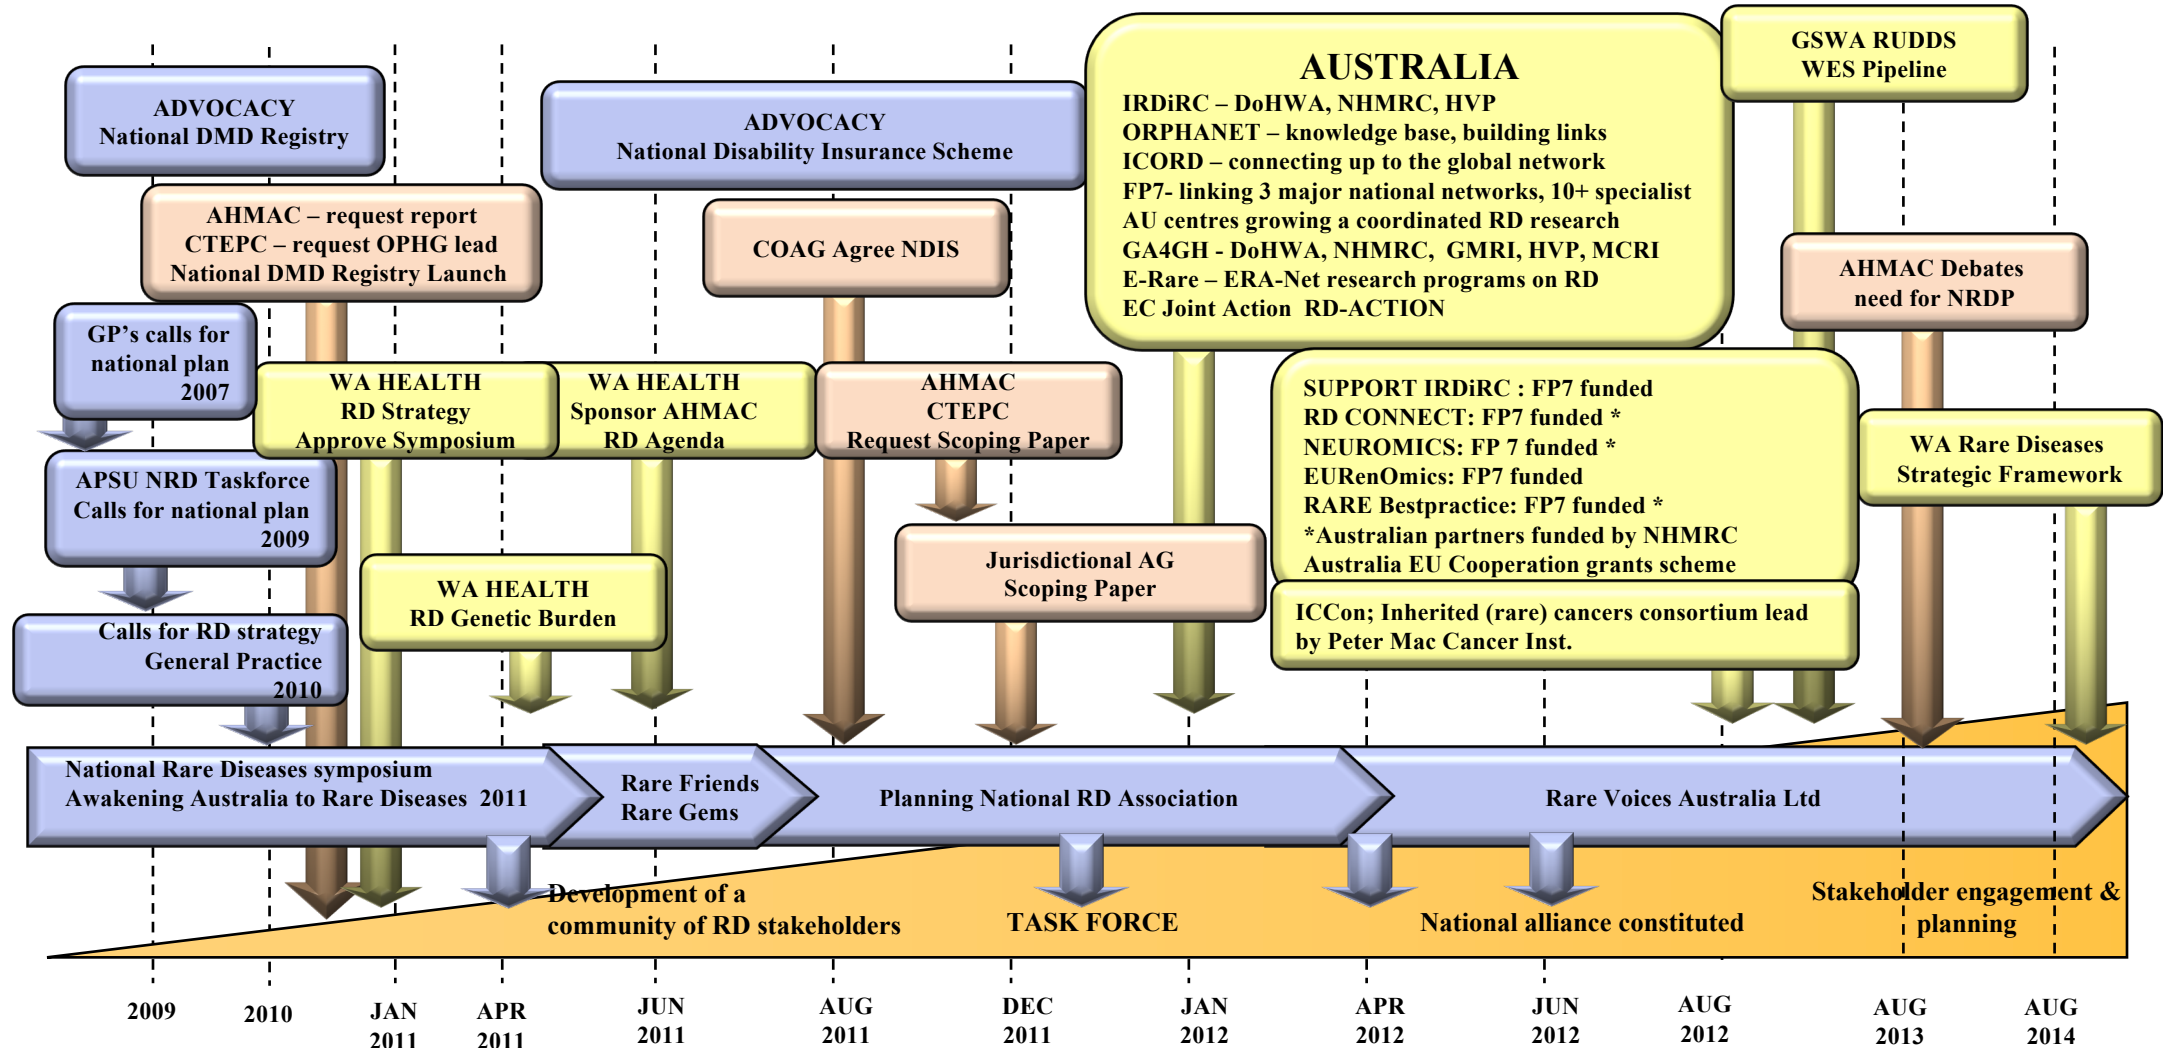 ADVOCACY
National DMD Registry
AHMAC – request report
CTEPC – request OPHG lead
National DMD Registry Launch
GP's calls for
national plan
2007
APSU NRD Taskforce
Calls for national plan
2009
Calls for RD strategy
General Practice
2010
WA HEALTH
RD Strategy
Approve Symposium
WA HEALTH
Sponsor AHMAC
RD Agenda
WA HEALTH
RD Genetic Burden
ADVOCACY
National Disability Insurance Scheme
COAG Agree NDIS
AHMAC
CTEPC
Request Scoping Paper
Jurisdictional AG
Scoping Paper
AUSTRALIA
IRDiRC – DoHWA, NHMRC, HVP
ORPHANET – knowledge base, building links
ICORD – connecting up to the global network
FP7- linking 3 major national networks, 10+ specialist
AU centres growing a coordinated RD research
GA4GH - DoHWA, NHMRC, GMRI, HVP, MCRI
E-Rare – ERA-Net research programs on RD
EC Joint Action RD-ACTION
SUPPORT IRDiRC : FP7 funded
RD CONNECT: FP7 funded *
NEUROMICS: FP 7 funded *
EURenOmics: FP7 funded
RARE Bestpractice: FP7 funded *
*Australian partners funded by NHMRC
Australia EU Cooperation grants scheme
ICCon; Inherited (rare) cancers consortium lead
by Peter Mac Cancer Inst.
GSWA RUDDS
WES Pipeline
AHMAC Debates
need for NRDP
WA Rare Diseases
Strategic Framework
National Rare Diseases symposium
Awakening Australia to Rare Diseases 2011
Rare Friends
Rare Gems
Planning National RD Association
Rare Voices Australia Ltd
Development of a
community of RD stakeholders
TASK FORCE
National alliance constituted
Stakeholder engagement &
planning
2009
2010
JAN
2011
APR
2011
JUN
2011
AUG
2011
DEC
2011
JAN
2012
APR
2012
JUN
2012
AUG
2012
AUG
2013
AUG
2014